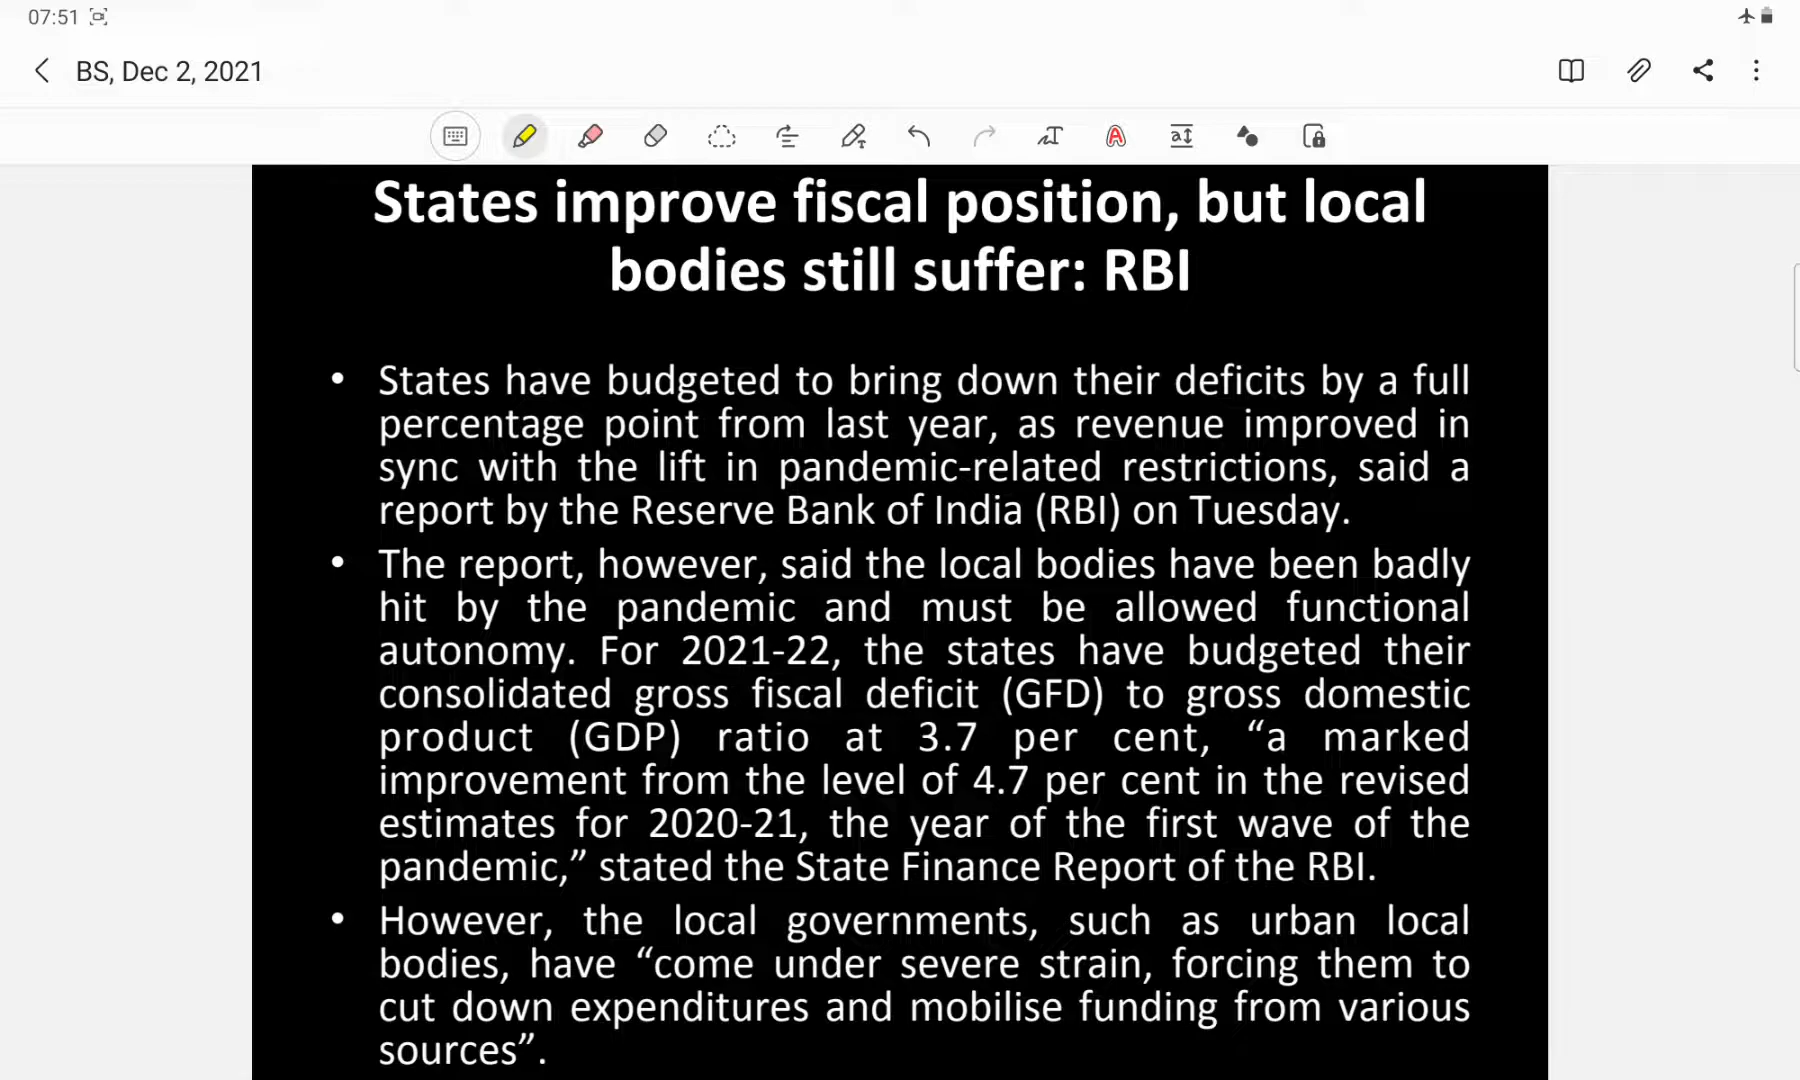 07:51
BS, Dec 2, 2021
States improve fiscal position, but local
bodies still suffer: RBI
• States have budgeted to bring down their deficits by a full
percentage point from last year, as revenue improved in
sync with the lift in pandemic-related restrictions, said a
report by the Reserve Bank of India (RBI) on Tuesday.
• The report, however, said the local bodies have been badly
hit by the pandemic and must be allowed functional
autonomy. For 2021-22, the states have budgeted their
consolidated gross fiscal deficit (GFD) to gross domestic
product (GDP) ratio at 3.7 per cent, “a marked
improvement from the level of 4.7 per cent in the revised
estimates for 2020-21, the year of the first wave of the
pandemic,” stated the State Finance Report of the RBI.
• However, the local governments, such as urban local
bodies, have “come under severe strain, forcing them to
cut down expenditures and mobilise funding from various
sources”.